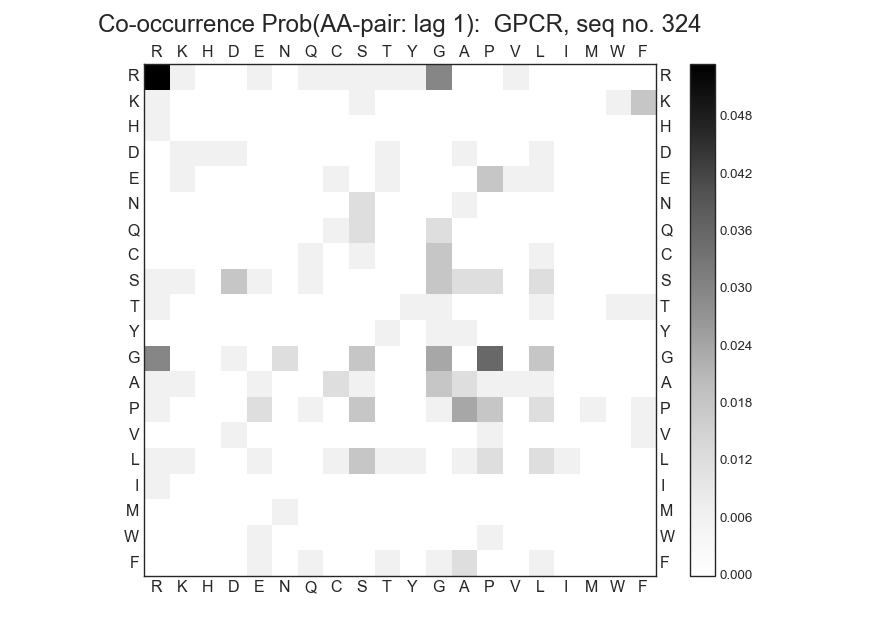 Co-occurrence Prob(AA-pair: lag 1):  GPCR, seq no. 324
R K H D E N Q C S T Y G A P V L I M W F
R R
K K
0.048
H H
D D
0.042
E E
N N
0.036
Q Q
C C
S S
0.030
T T
Y Y
0.024
G G
A A
0.018
P P
V V
0.012
L L
I I
0.006
M M
W W
F F
0.000
R K H D E N Q C S T Y G A P V L I M W F